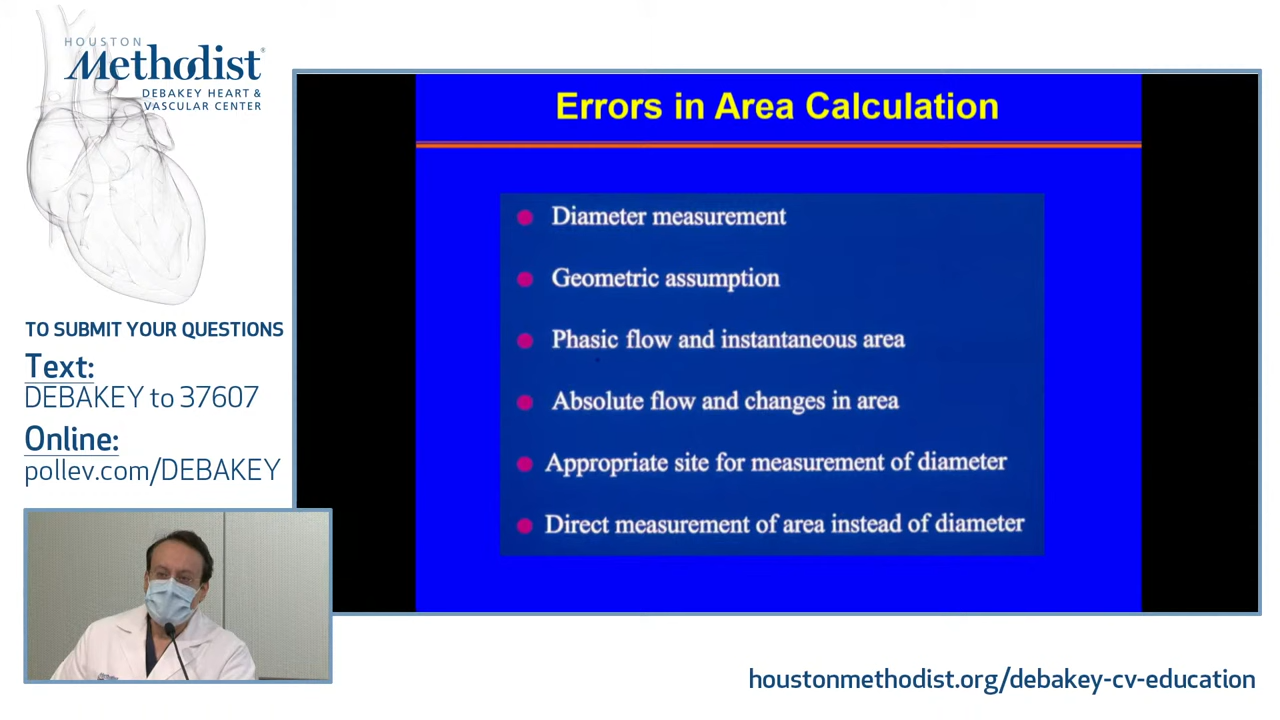 HOUSTON
Methodist®
DEBAKEY HEART &
VASCULAR CENTER
TO SUBMIT YOUR QUESTIONS
Text:
DEBAKEY to 37607
Online:
pollev.com/DEBAKEY
Errors in Area Calculation
Diameter measurement
Geometric assumption
Phasic flow and instantaneous area
Absolute flow and changes in area
Appropriate site for measurement of diameter
Direct measurement of area instead of diameter
houstonmethodist.org/debakey-cv-education